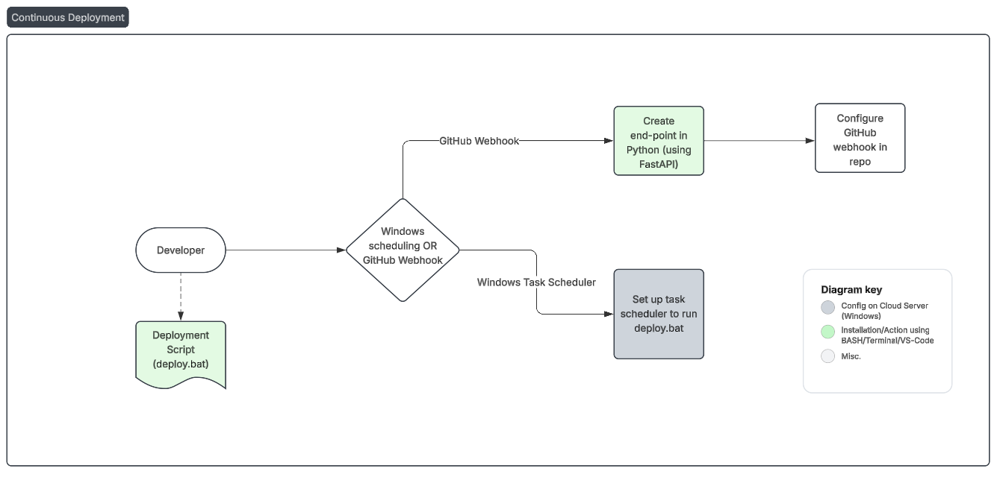 Continuous Deployment
Create
end-point in
Python (using
FastAPI)
Configure
GitHub
webhook in
repo
GitHub Webhook
Windows
scheduling OR
GitHub Webhook
Developer
Windows Task Scheduler
Set up task
scheduler to run
deploy.bat
Deployment
Script
(deploy.bat)
Diagram key
Config on Cloud Server
(Windows)
Installation/Action using
BASH/Terminal/VS-Code
Misc.